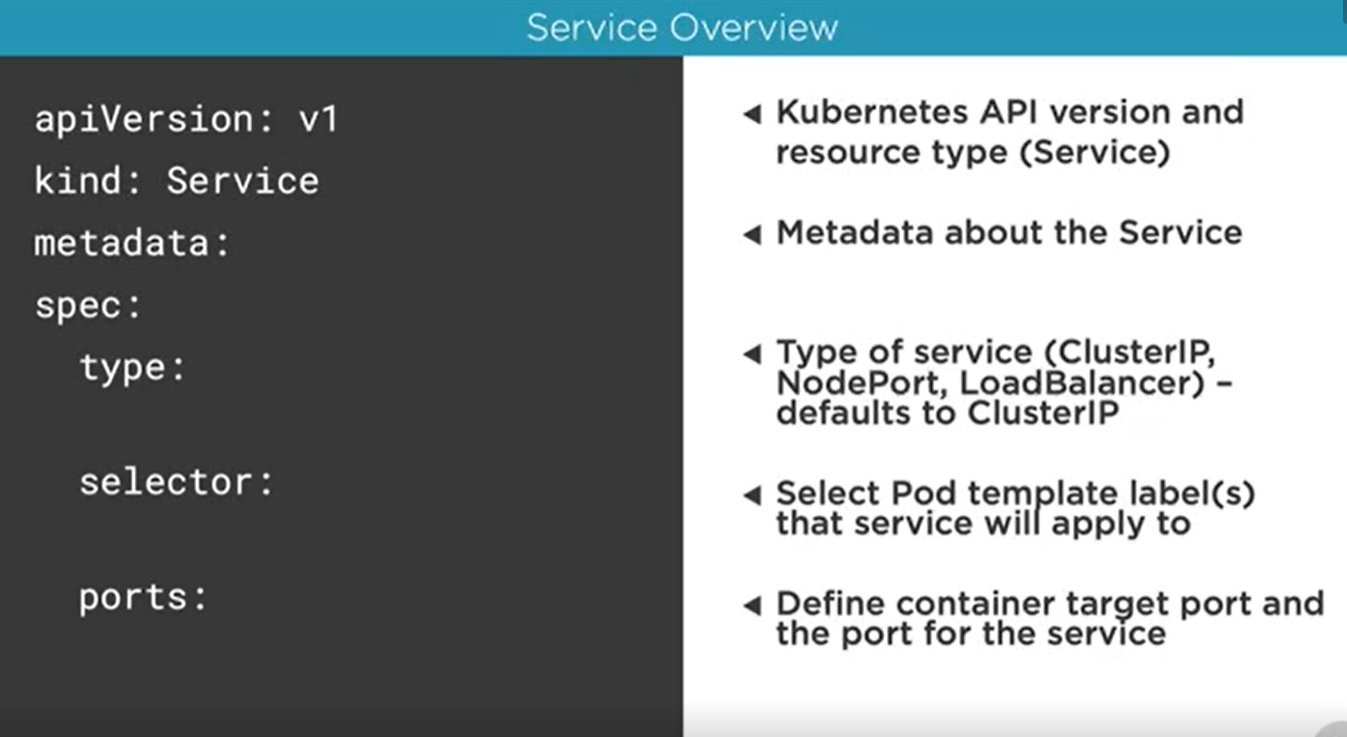 Service Overview
apiVersion: v1
kind: Service
metadata:
spec:
type:
selector:
ports:
◄ Kubernetes API version and
resource type (Service)
◄ Metadata about the Service
◄ Type of service (ClusterIP,
NodePort, LoadBalancer) –
defaults to ClusterIP
◄ Select Pod template label(s)
that service will apply to
◄ Define container target port and
the port for the service